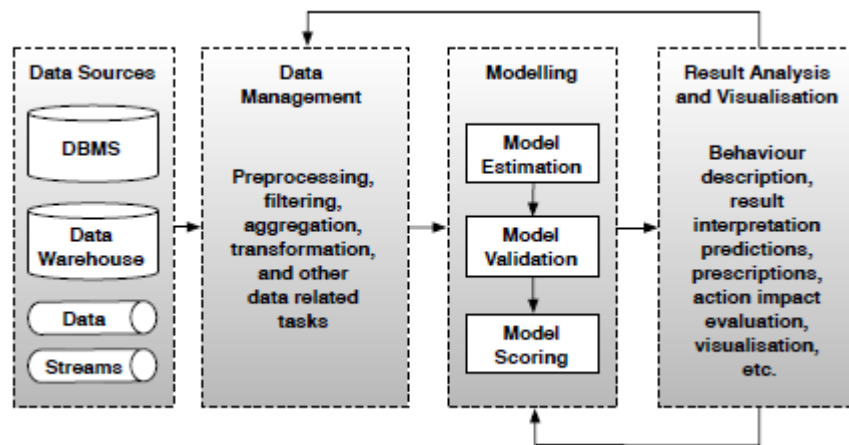 Data Sources
DBMS
Data
Warehouse
Data
Streams
Data
Management
Preprocessing,
filtering,
aggregation,
transformation,
and other
data related
tasks
Modelling
Model
Estimation
Model
Validation
Model
Scoring
Result Analysis
and Visualisation
Behaviour
description,
result
interpretation
predictions,
prescriptions,
action impact
evaluation,
visualisation,
etc.